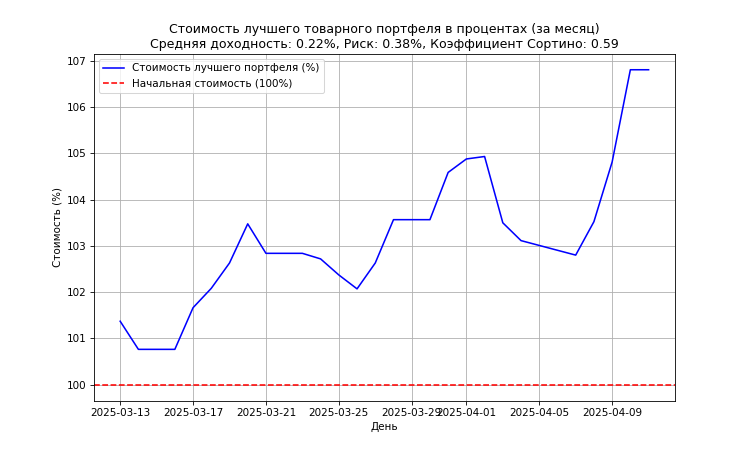 Стоимость лучшего товарного портфеля в процентах (за месяц)
Средняя доходность: 0.22%, Риск: 0.38%, Коэффициент Сортино: 0.59
Стоимость лучшего портфеля (%)
Начальная стоимость (100%)
107
106
105
104
103
102
101
100
Стоимость (%)
2025-03-13 2025-03-17 2025-03-21 2025-03-25 2025-03-29 2025-04-01 2025-04-05 2025-04-09
День